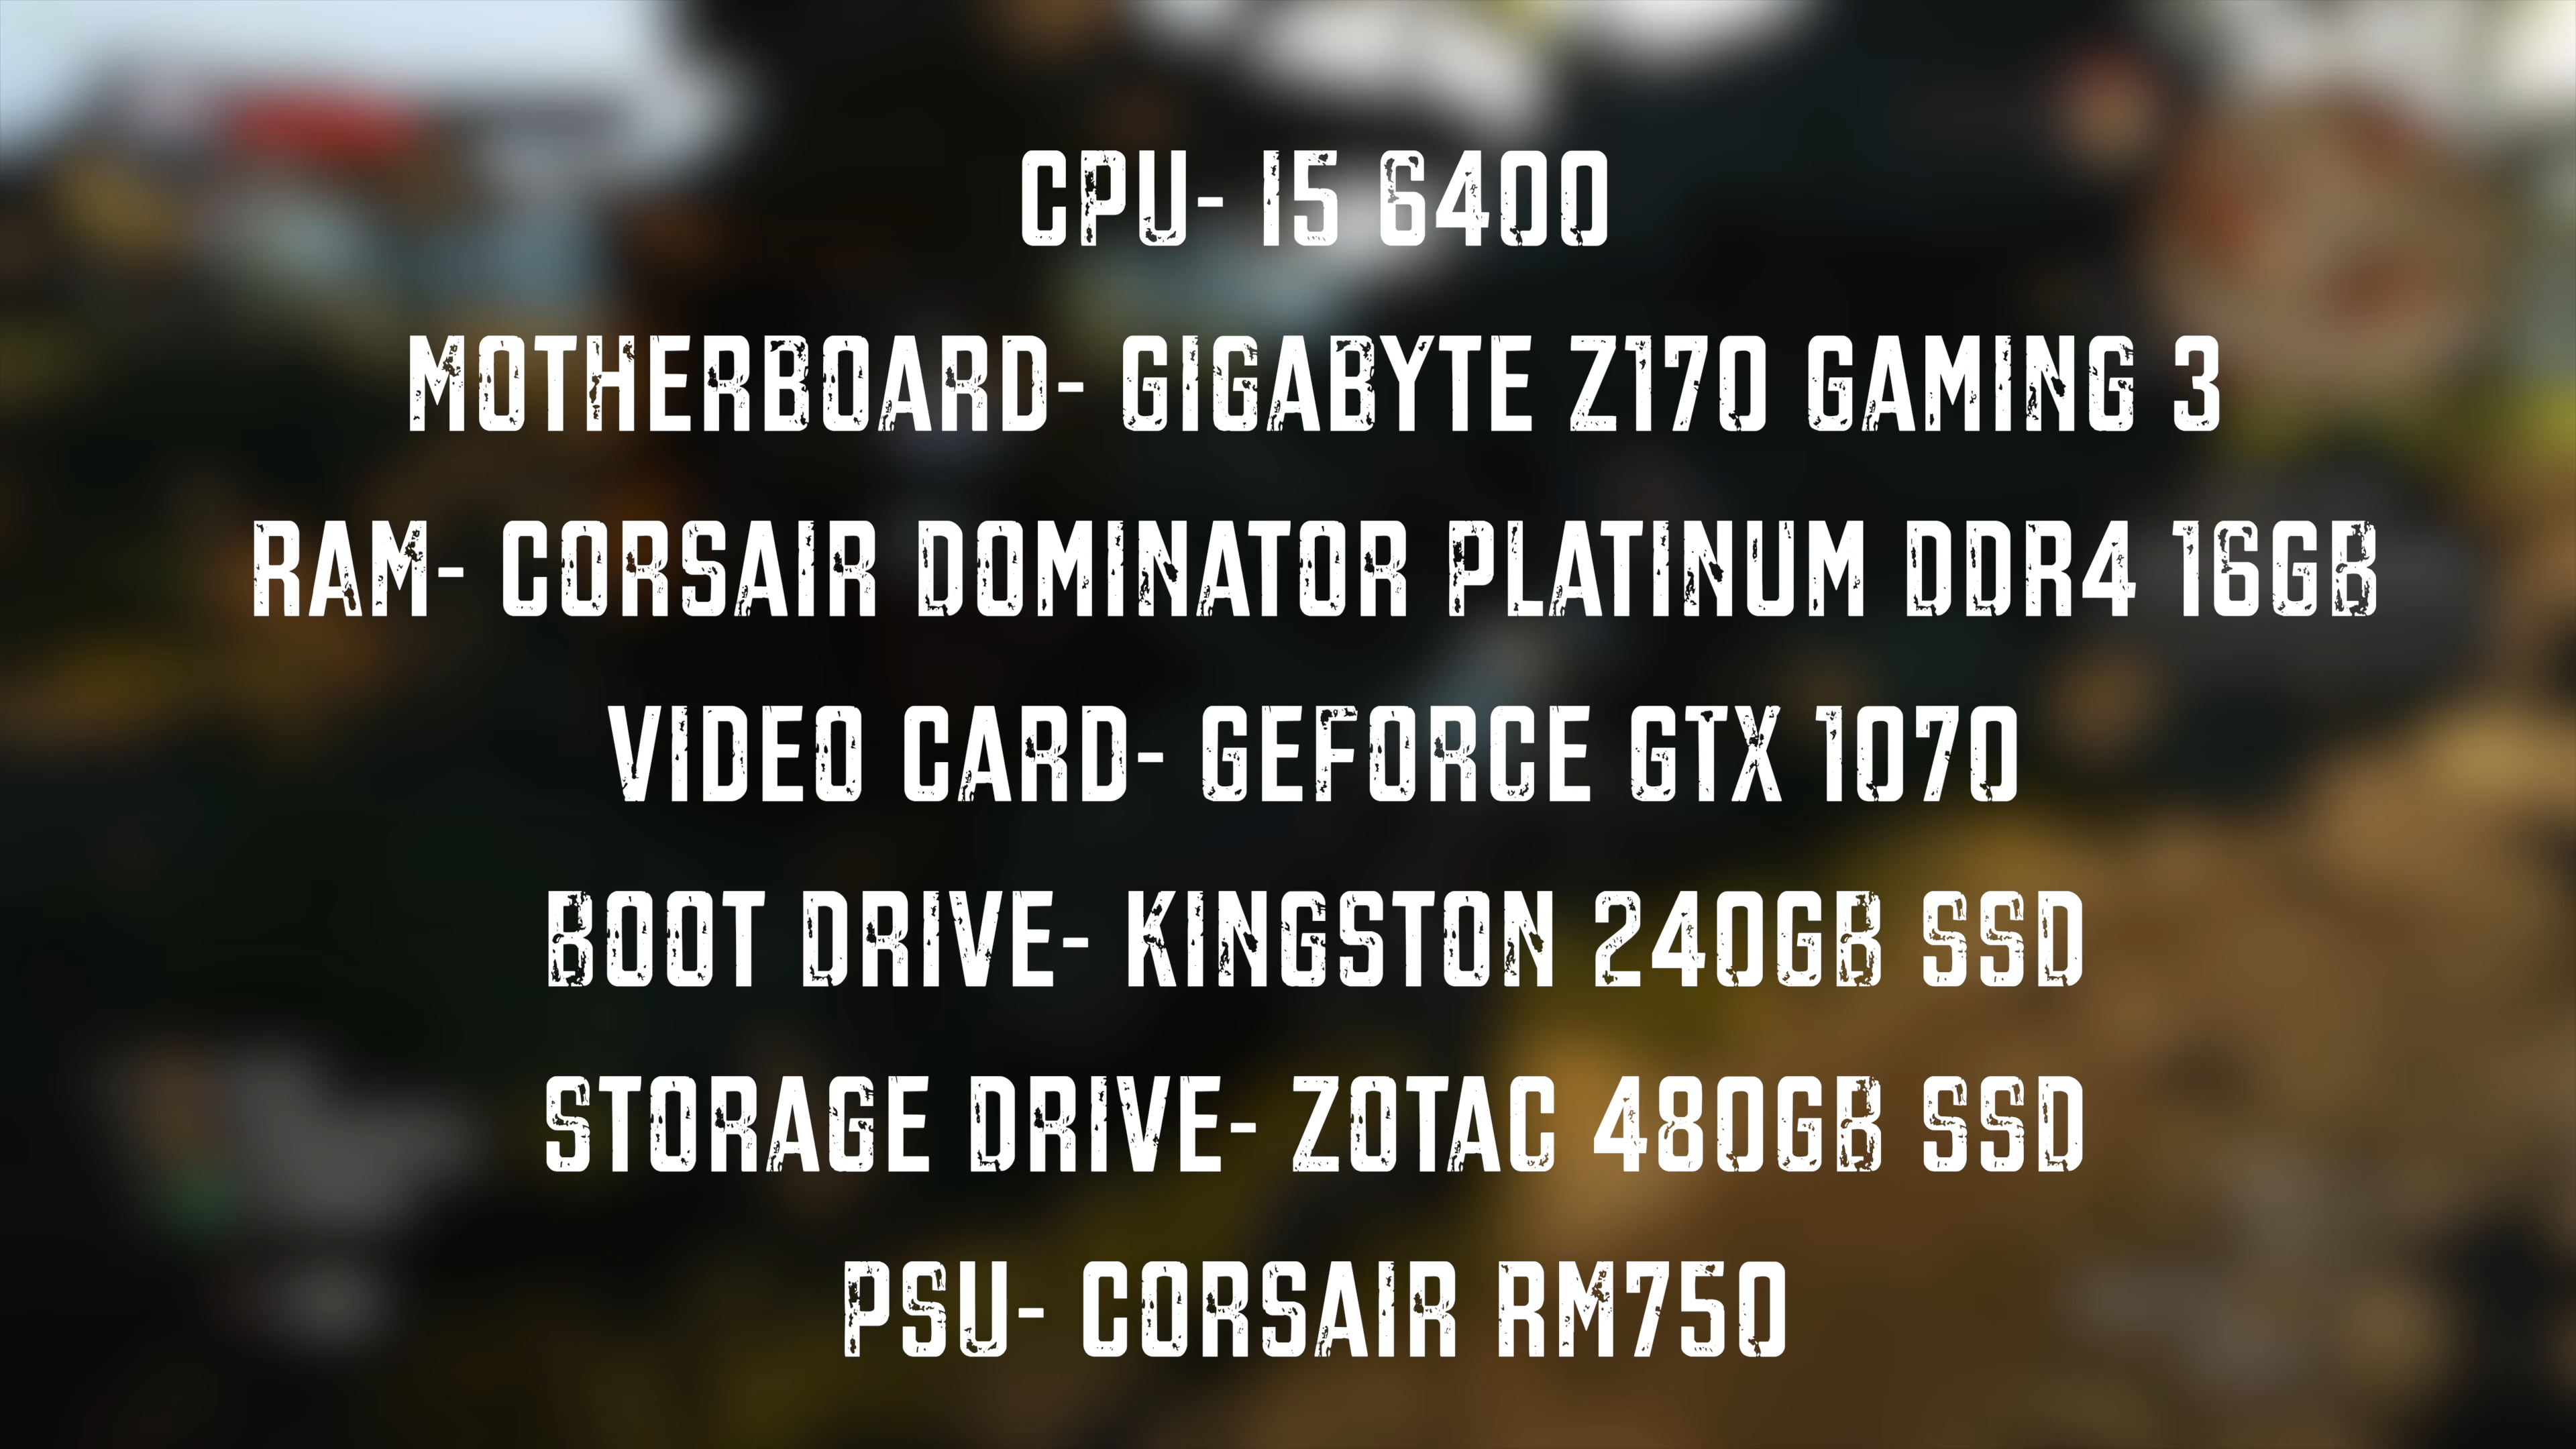 CPU- I5 6400
MOTHERBOARD- GIGABYTE Z170 GAMING 3
RAM- CORSAIR DOMINATOR PLATINUM DDR4 16GB
VIDEO CARD- GEFORCE GTX 1070
BOOT DRIVE- KINGSTON 240GB SSD
STORAGE DRIVE- ZOTAC 480GB SSD
PSU- CORSAIR RM750